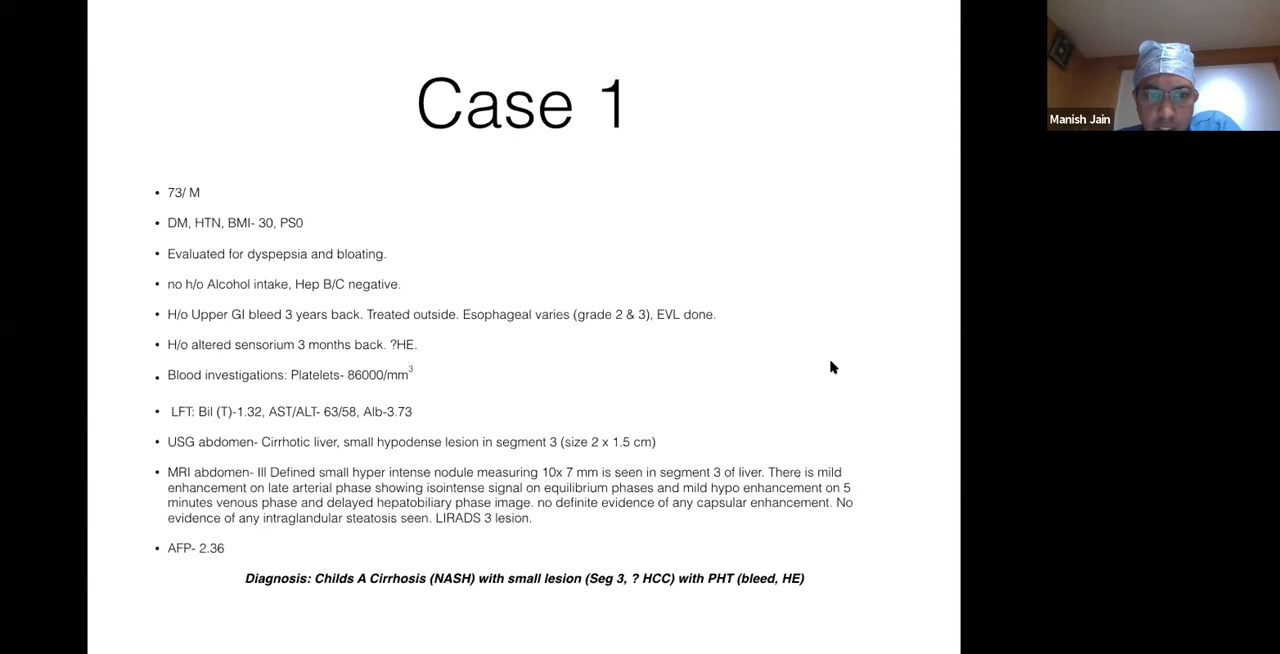 Case 1
Manish Jain
• 73/ M
• DM, HTN, BMI- 30, PS0
• Evaluated for dyspepsia and bloating.
• no h/o Alcohol intake, Hep B/C negative.
• H/o Upper GI bleed 3 years back. Treated outside. Esophageal varies (grade 2 & 3), EVL done.
• H/o altered sensorium 3 months back. ?HE.
• Blood investigations: Platelets- 86000/mm³
• LFT: Bil (T)-1.32, AST/ALT- 63/58, Alb-3.73
• USG abdomen- Cirrhotic liver, small hypodense lesion in segment 3 (size 2 x 1.5 cm)
• MRI abdomen- Ill Defined small hyper intense nodule measuring 10x 7 mm is seen in segment 3 of liver. There is mild
enhancement on late arterial phase showing isointense signal on equilibrium phases and mild hypo enhancement on 5
minutes venous phase and delayed hepatobiliary phase image. no definite evidence of any capsular enhancement. No
evidence of any intraglandular steatosis seen. LIRADS 3 lesion.
• AFP- 2.36
Diagnosis: Childs A Cirrhosis (NASH) with small lesion (Seg 3, ? HCC) with PHT (bleed, HE)